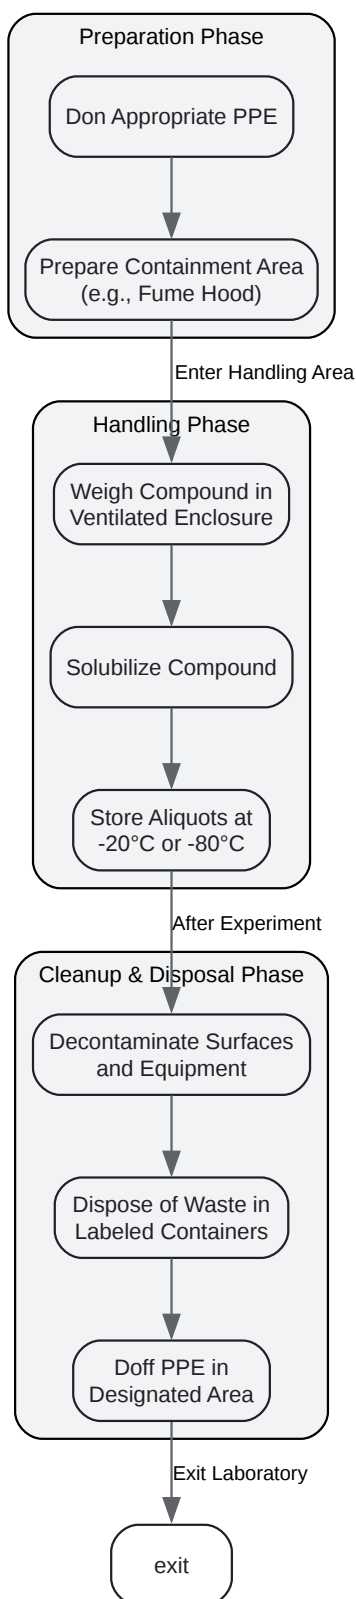 Preparation Phase
Don Appropriate PPE
Prepare Containment Area
(e.g., Fume Hood)
Enter Handling Area
Handling Phase
Weigh Compound in
Ventilated Enclosure
Solubilize Compound
Store Aliquots at
-20°C or -80°C
After Experiment
Cleanup & Disposal Phase
Decontaminate Surfaces
and Equipment
Dispose of Waste in
Labeled Containers
Doff PPE in
Designated Area
Exit Laboratory
exit